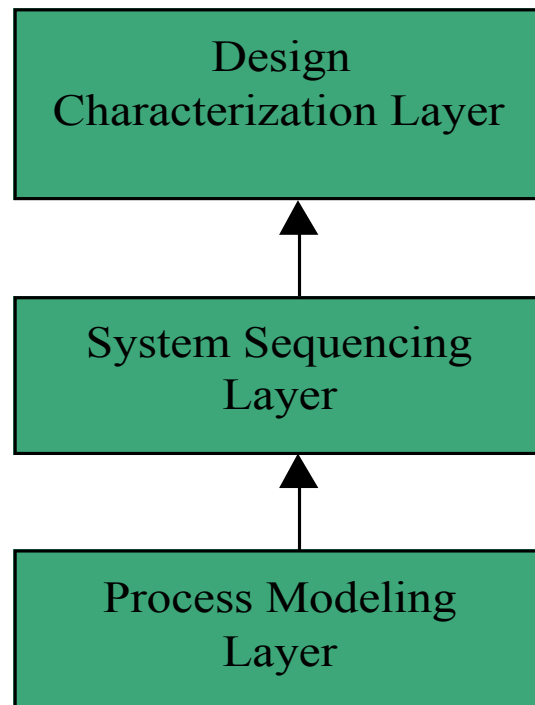 Design
Characterization Layer
System Sequencing
Layer
Process Modeling
Layer